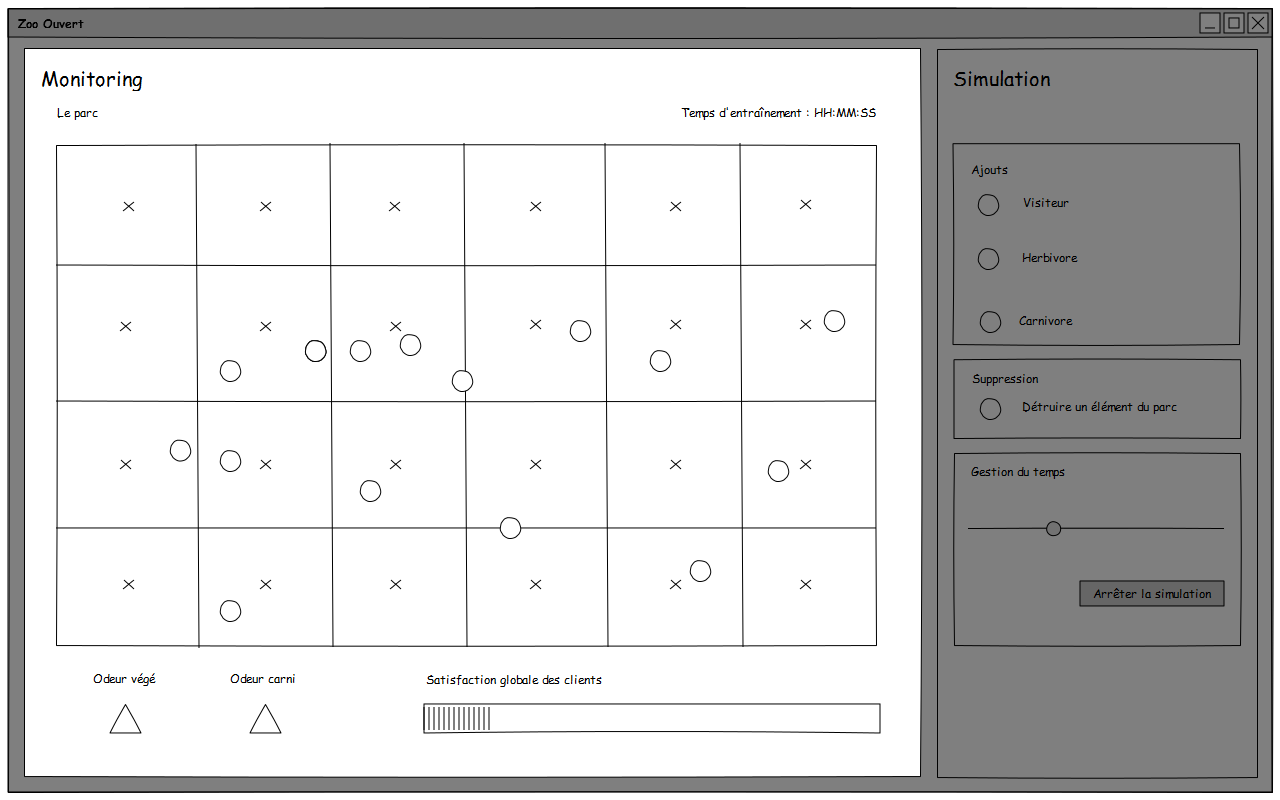 Zoo Ouvert
Monitoring
Le parc
Temps d'entraînement : HH:MM:SS
Odeur végé
Odeur carni
Satisfaction globale des clients
Simulation
Ajouts
Visiteur
Herbivore
Carnivore
Suppression
Détruire un élément du parc
Gestion du temps
Arrêter la simulation